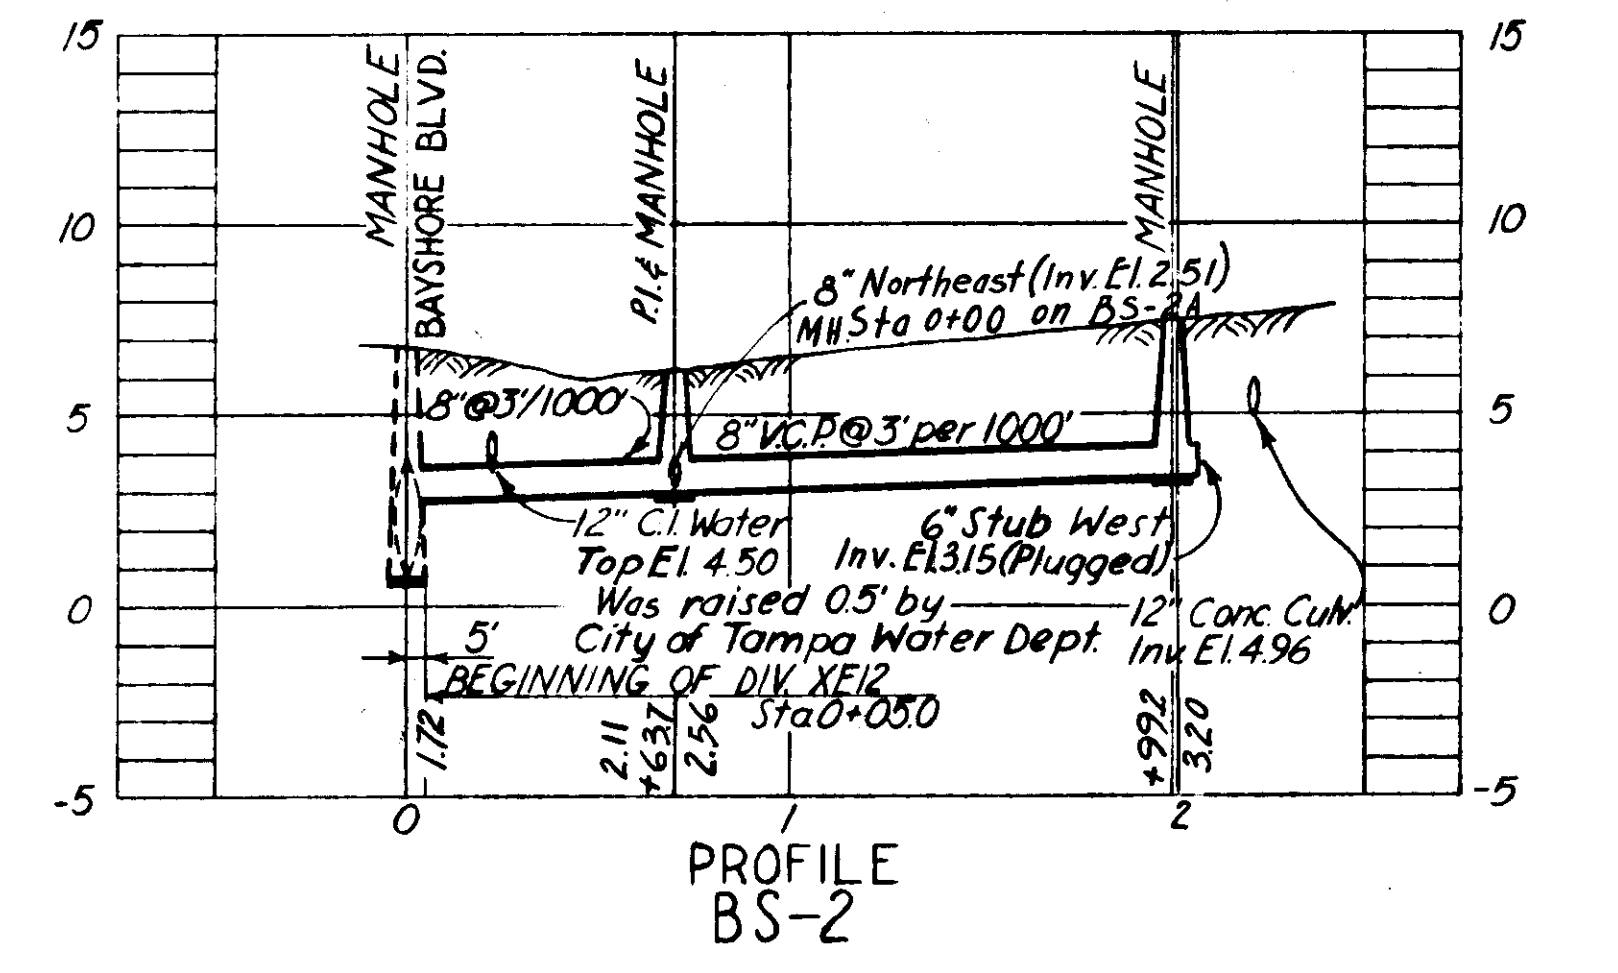 15
15
MANHOLE
BAYSHORE BLVD.
P.I. & MANHOLE
MANHOLE
10
10
8" Northeast (Inv. El. 2.51)
MH. Sta 0+00 on BS-2A
8"@3'/1000'
5
5
8" V.C.P. @ 3' per 1000'
12" C.I. Water
Top El. 4.50
Was raised 0.5' by
City of Tampa Water Dept.
6" Stub West
Inv. El. 3.15 (Plugged)
0
0
12" Conc. Culv.
Inv. El. 4.96
5'
BEGINNING OF DIV. XE12
Sta 0+05.0
1.72
2.11
+63.7
2.56
+99.2
3.20
-5
-5
0
1
2
PROFILE
BS-2